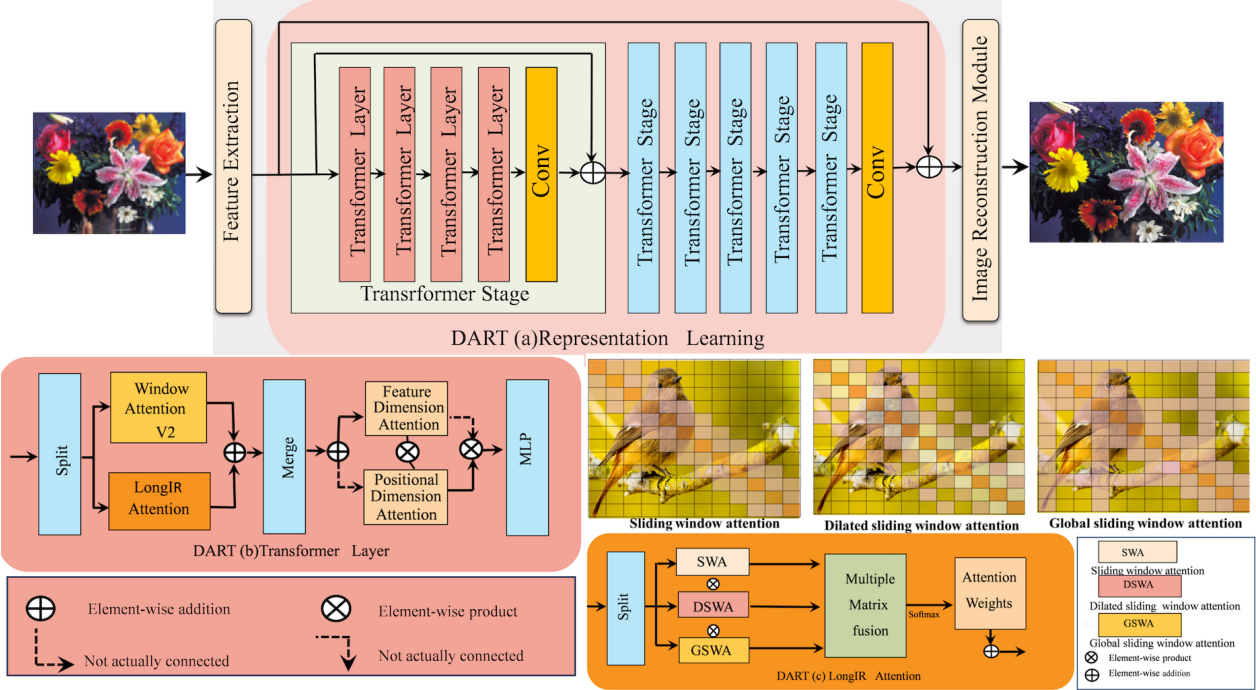 Feature Extraction
Transformer Layer
Transformer Layer
Transformer Layer
Transformer Layer
Conv
Transrformer Stage
Transformer Stage
Transformer Stage
Transformer Stage
Transformer Stage
Transformer Stage
Conv
Image Reconstruction Module
DART (a)Representation Learning
Split
Window
Attention
V2
LongIR
Attention
Merge
Feature
Dimension
Attention
Positional
Dimension
Attention
MLP
DART (b)Transformer Layer
Sliding window attention
Dilated sliding window attention
Global sliding window attention
Element-wise addition
Element-wise product
Not actually connected
Not actually connected
Split
SWA
DSWA
GSWA
Multiple
Matrix
fusion
Softmax
Attention
Weights
DART (c) LongIR Attention
SWA
Sliding window attention
DSWA
Dilated sliding window attention
GSWA
Global sliding window attention
Element-wise product
Element-wise addition